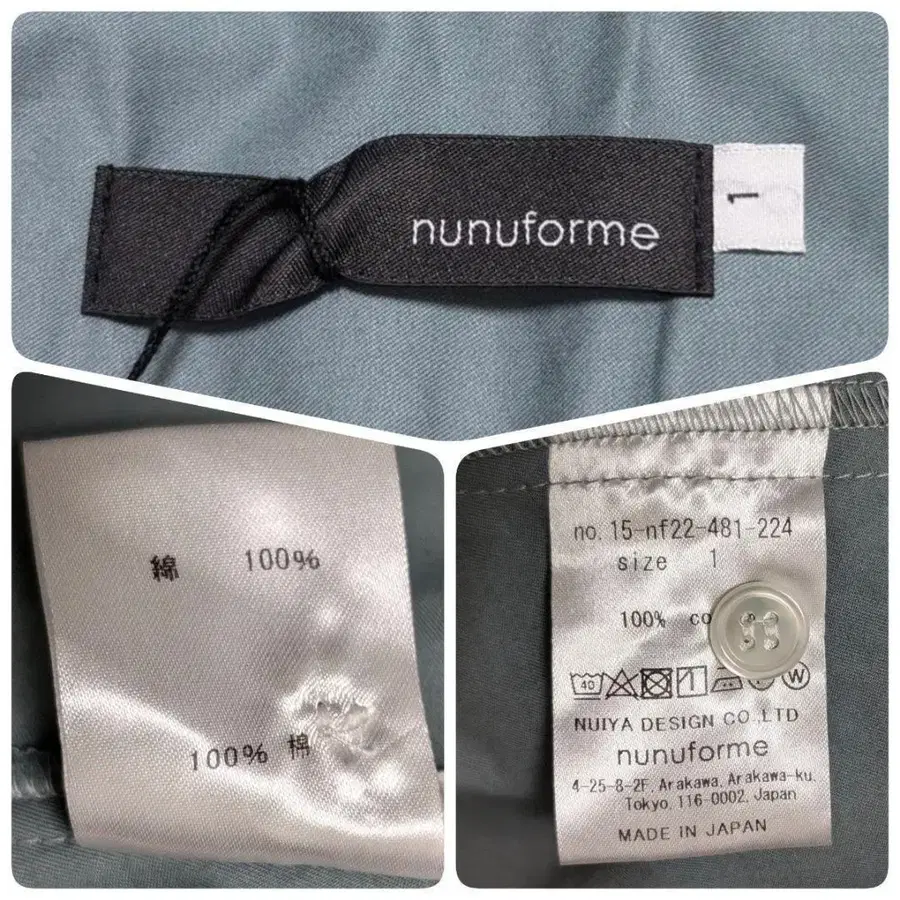 nunuforme
1
綿 100%
100% 棉
no. 15-nf22-481-224
size 1
100% co
40 W
NUIYA DESIGN CO.,LTD
nunuforme
4-25-8-2F, Arakawa, Arakawa-ku,
Tokyo, 116-0002, Japan
MADE IN JAPAN